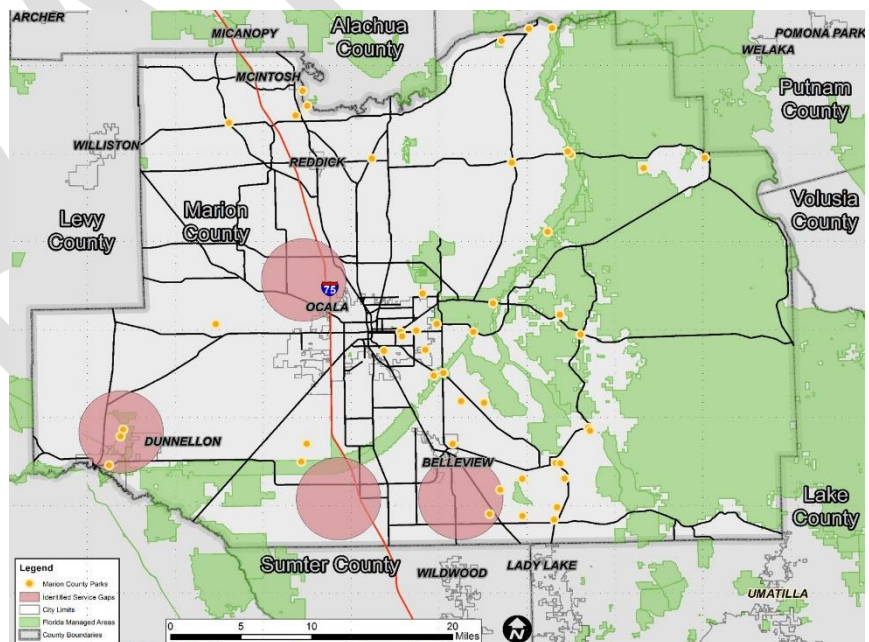 ARCHER
MICANOPY
Alachua
County
POMONA PARK
WELAKA
MCINTOSH
Putnam
County
WILLISTON
REDDICK
Levy
County
Marion
County
Volusia
County
75
OCALA
DUNNELLON
BELLEVIEW
Lake
County
Sumter County
WILDWOOD
LADY LAKE
UMATILLA
Legend
Marion County Parks
Identified Service Gaps
City Limits
Florida Managed Areas
County Boundaries
0 5 10 20
Miles
N